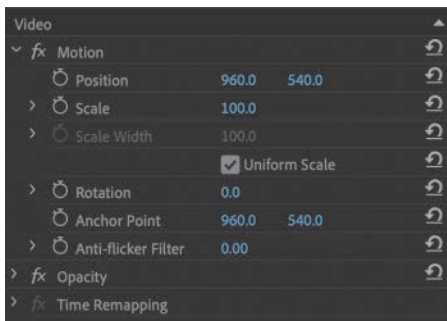 Video
fx Motion
Position 960.0 540.0
Scale 100.0
Scale Width 100.0
Uniform Scale
Rotation 0.0
Anchor Point 960.0 540.0
Anti-flicker Filter 0.00
fx Opacity
fx Time Remapping